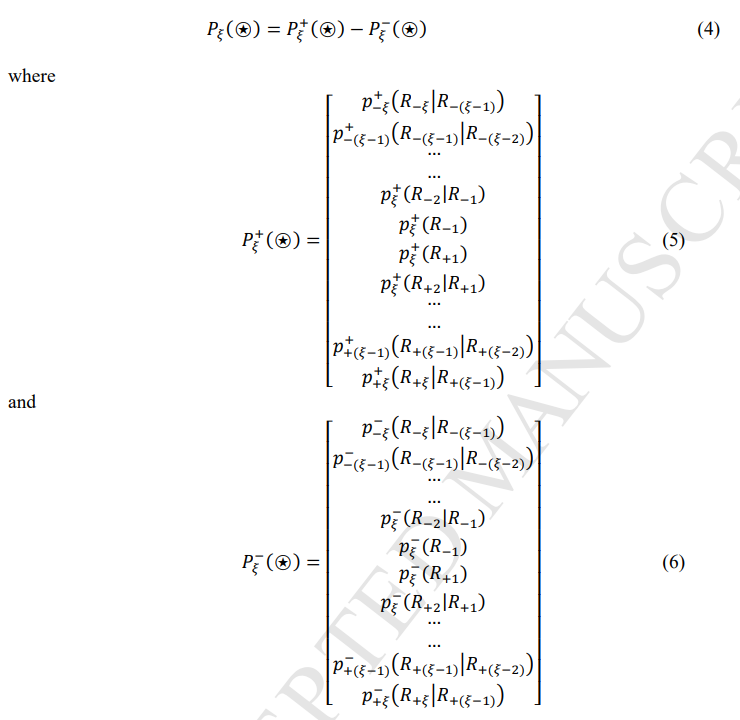 P_ξ(⍟) = P_ξ^+(⍟) − P_ξ^−(⍟) (4)
where
P_ξ^+(⍟) = (5)
p_{−ξ}^+(R_{−ξ}|R_{−(ξ−1)})
p_{−(ξ−1)}^+(R_{−(ξ−1)}|R_{−(ξ−2)})
...
...
p_ξ^+(R_{−2}|R_{−1})
p_ξ^+(R_{−1})
p_ξ^+(R_{+1})
p_ξ^+(R_{+2}|R_{+1})
...
...
p_{+(ξ−1)}^+(R_{+(ξ−1)}|R_{+(ξ−2)})
p_{+ξ}^+(R_{+ξ}|R_{+(ξ−1)})
and
P_ξ^−(⍟) = (6)
p_{−ξ}^−(R_{−ξ}|R_{−(ξ−1)})
p_{−(ξ−1)}^−(R_{−(ξ−1)}|R_{−(ξ−2)})
...
...
p_ξ^−(R_{−2}|R_{−1})
p_ξ^−(R_{−1})
p_ξ^−(R_{+1})
p_ξ^−(R_{+2}|R_{+1})
...
...
p_{+(ξ−1)}^−(R_{+(ξ−1)}|R_{+(ξ−2)})
p_{+ξ}^−(R_{+ξ}|R_{+(ξ−1)})
EPTED MANUSCRI